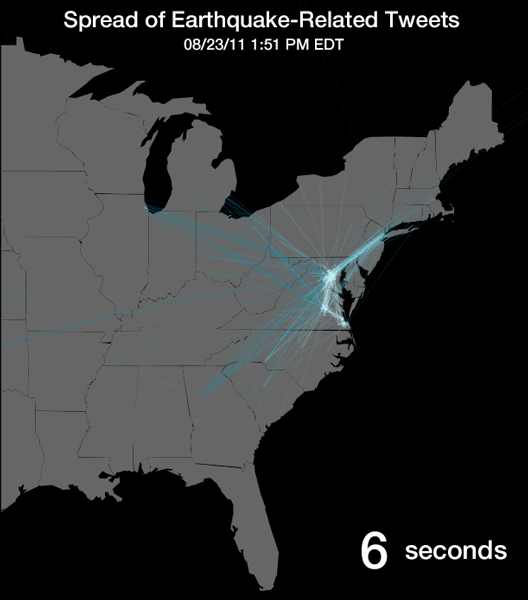 Spread of Earthquake-Related Tweets
08/23/11 1:51 PM EDT
6 seconds